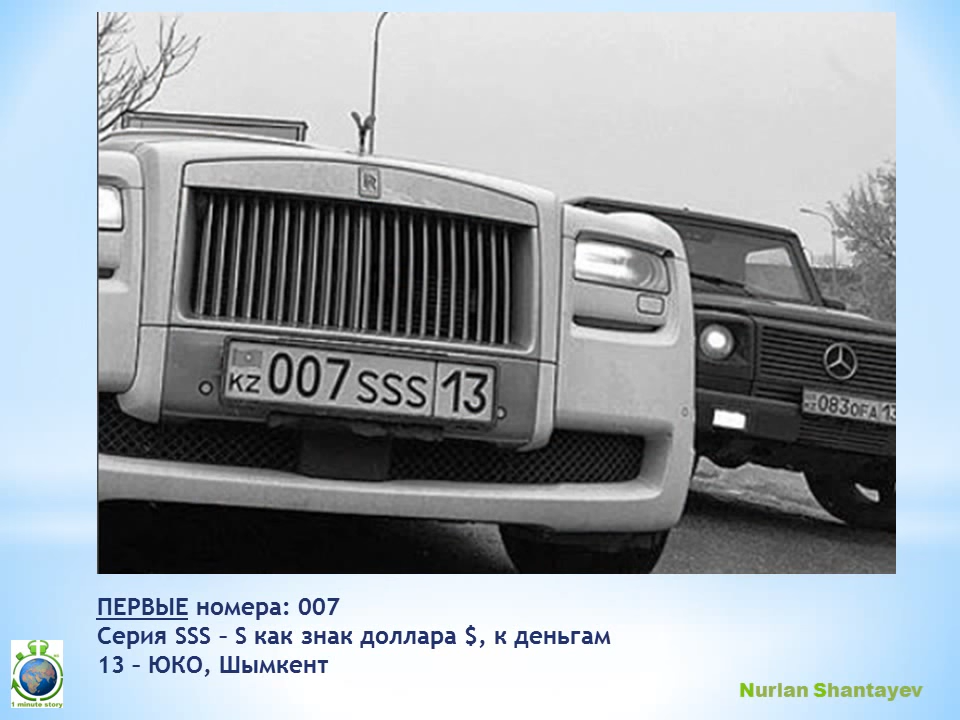 R
KZ 007 SSS 13
KZ 083 OFA 13
ПЕРВЫЕ номера: 007
Серия SSS – S как знак доллара $, к деньгам
13 – ЮКО, Шымкент
1 minute story
Nurlan Shantayev